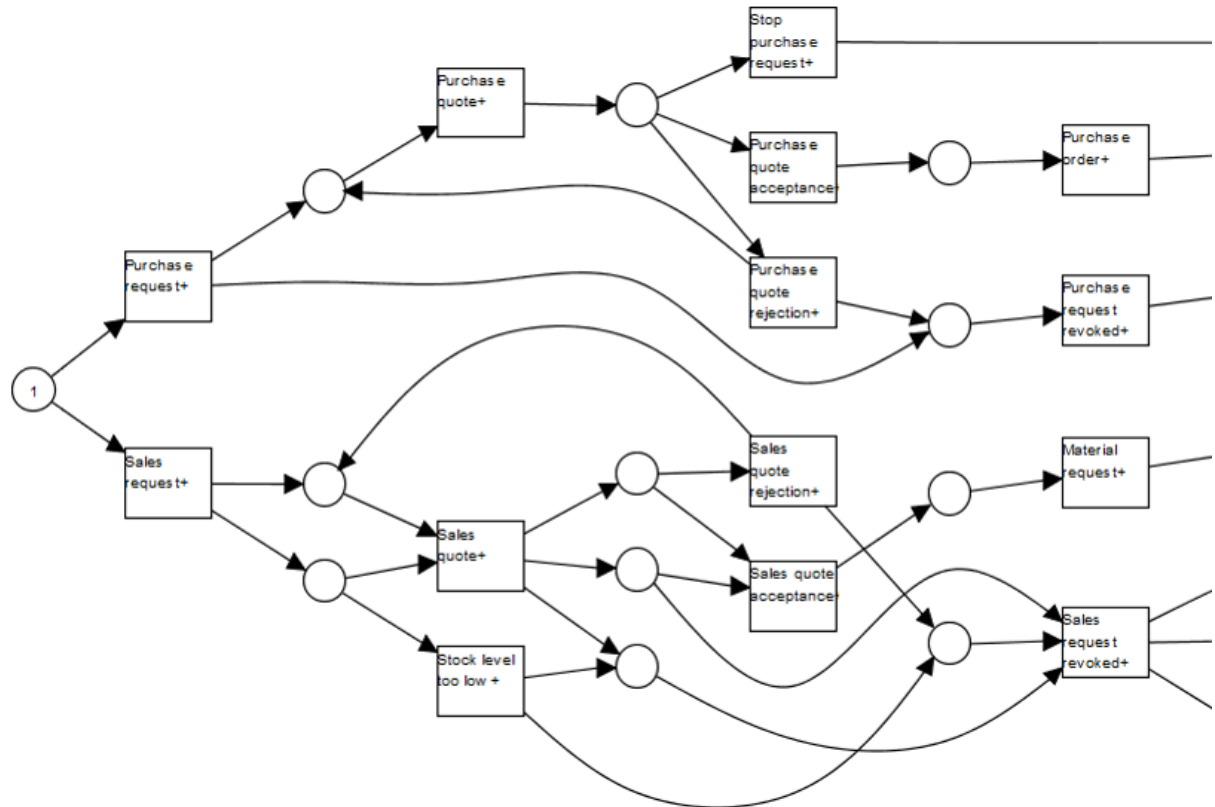 Stop
purchase
request+
Purchase
quote+
Purchase
quote
acceptance+
Purchase
order+
Purchase
request+
Purchase
quote
rejection+
Purchase
request
revoked+
1
Sales
request+
Sales
quote
rejection+
Material
request+
Sales
quote+
Sales quote
acceptance+
Sales
request
revoked+
Stock level
too low +